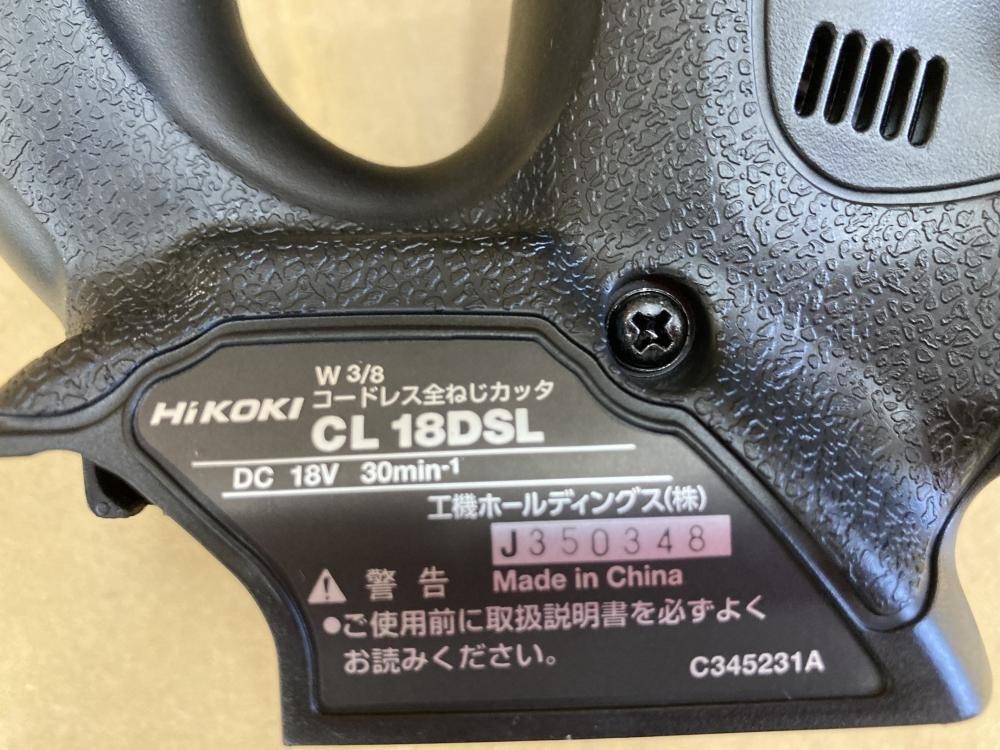 W 3/8
HiKOKI コードレス全ねじカッタ
CL 18DSL
DC 18V 30min-1
工機ホールディングス(株)
J350348
警告 Made in China
●ご使用前に取扱説明書を必ずよく
お読みください。
C345231A